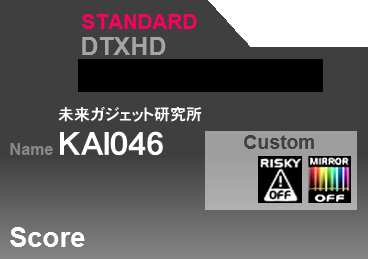 STANDARD
DTXHD
未来ガジェット研究所
Name KAI046
Custom
RISKY OFF
MIRROR OFF
Score